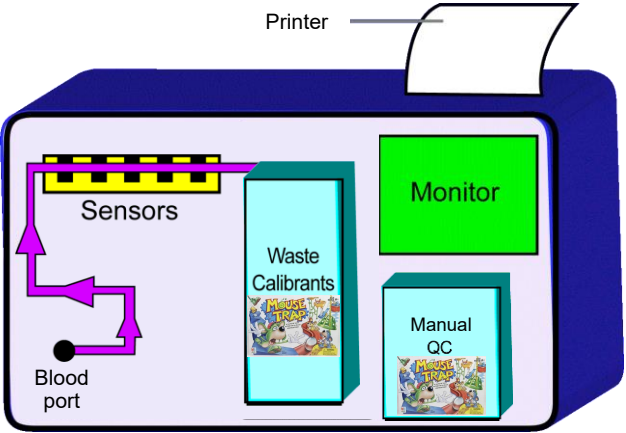 Printer
Sensors
Monitor
Waste
Calibrants
MOUSE
TRAP
Manual
QC
MOUSE
TRAP
Blood
port